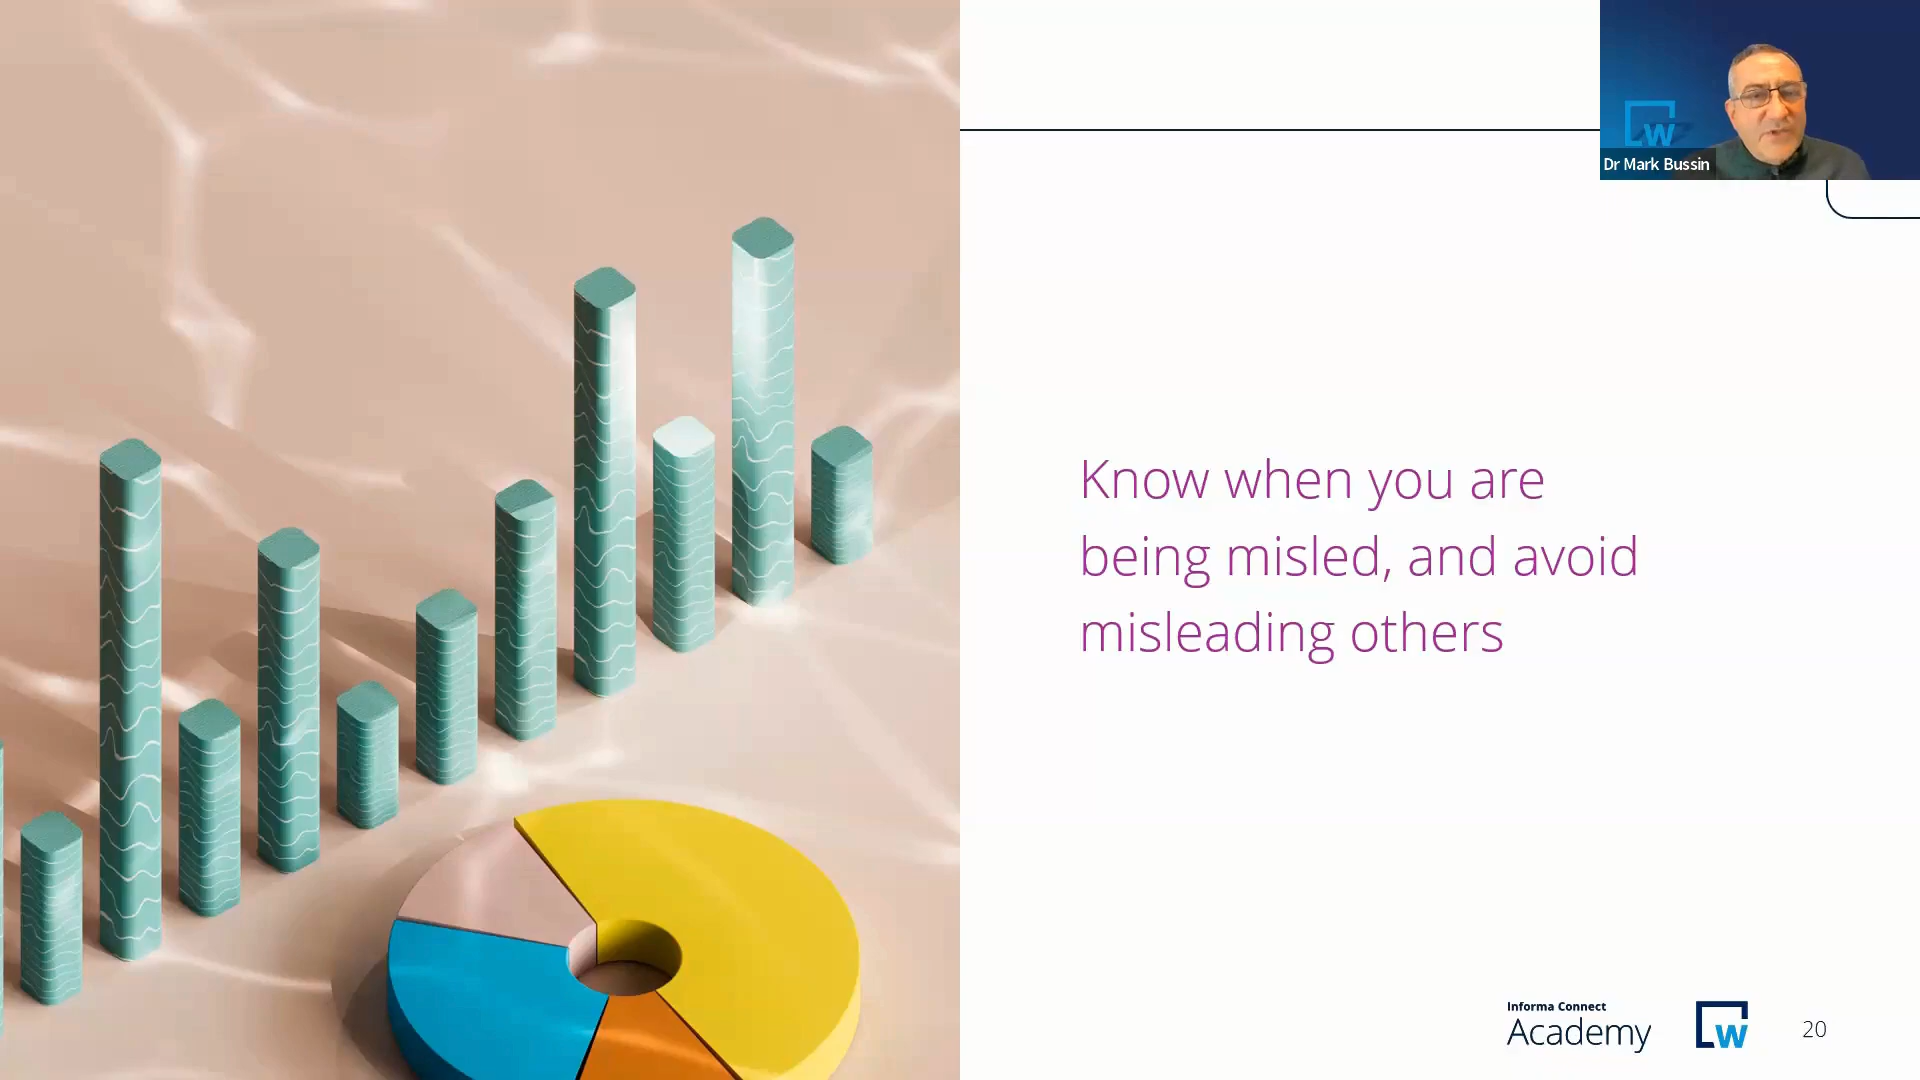 W
Dr Mark Bussin
Know when you are
being misled, and avoid
misleading others
Informa Connect
Academy
W
20